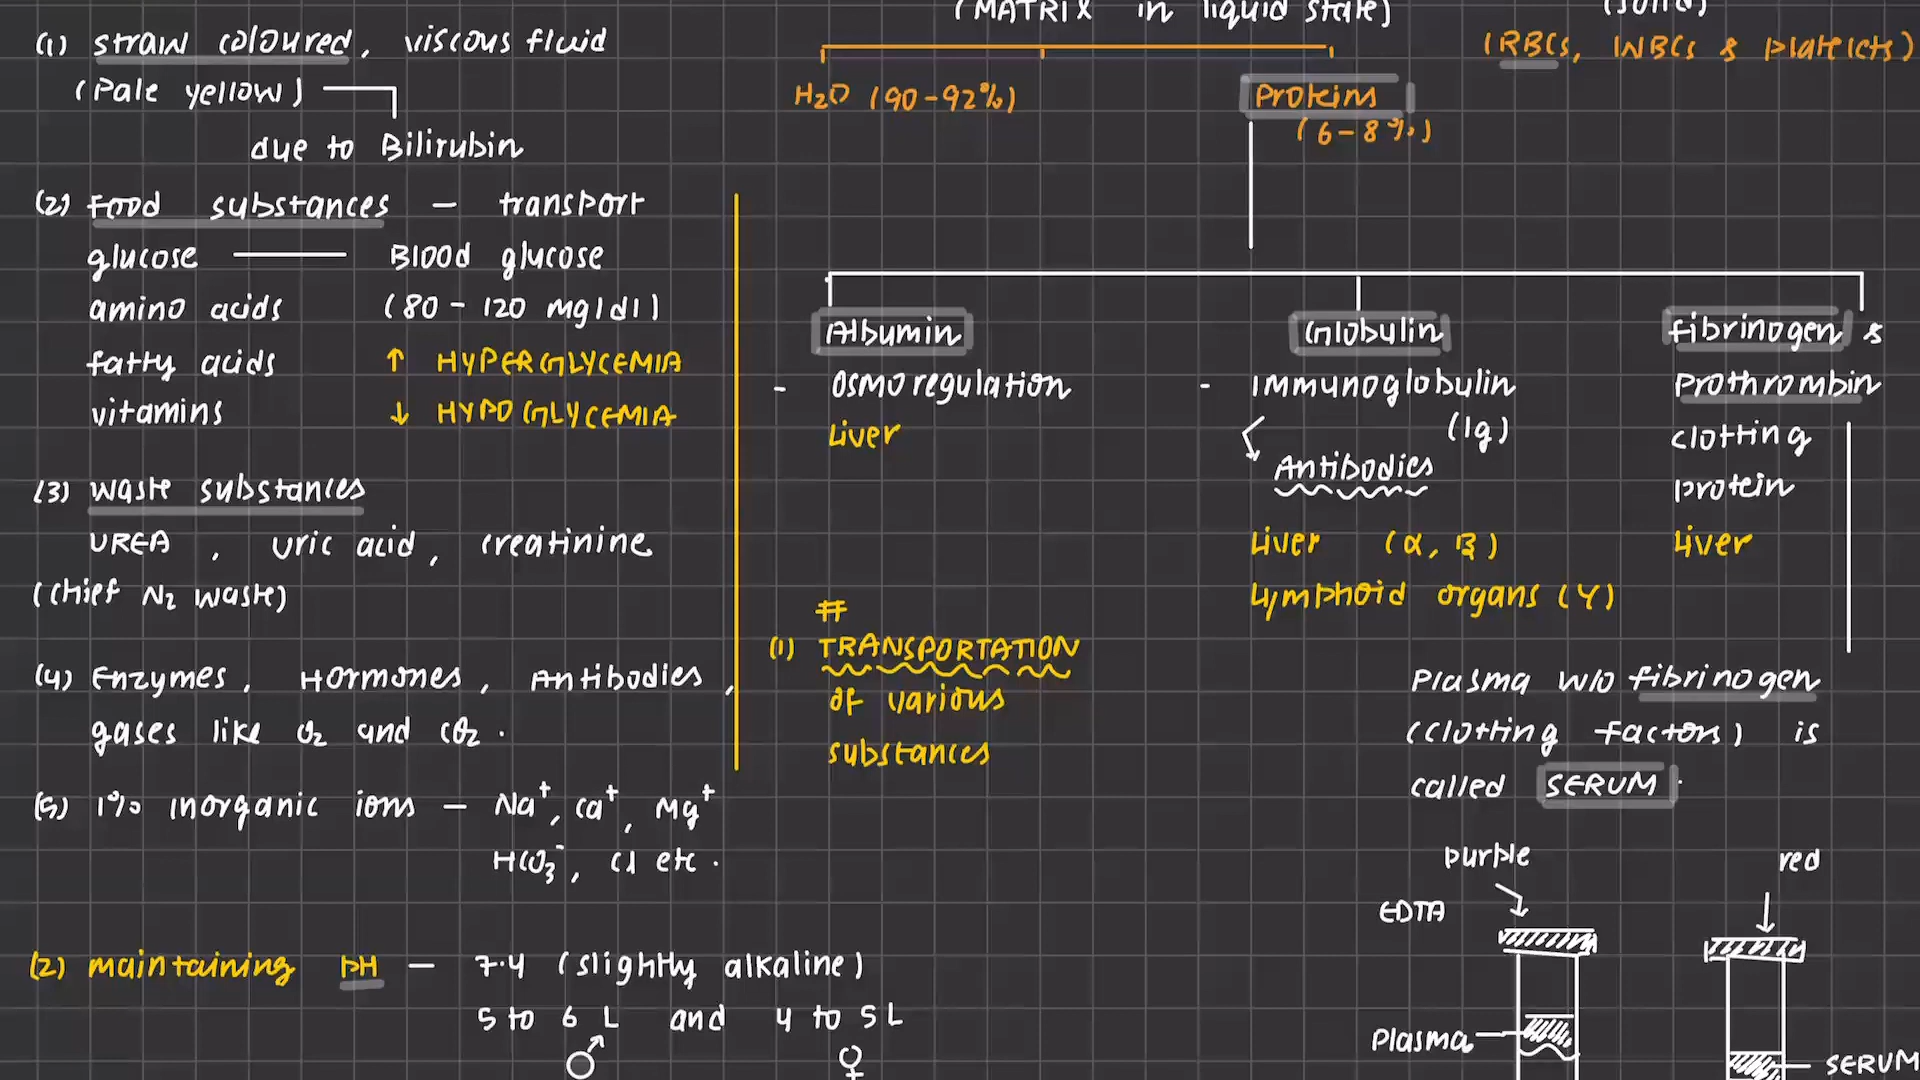 (MATRIX in liquid state)
(solid)
(RBCs, WBCs & platelets)
(1) straw coloured, viscous fluid
(Pale yellow)
due to Bilirubin
H₂O (90-92%)
Proteins
(6-8%)
(2) Food substances - transport
glucose — Blood glucose
amino acids (80 - 120 mg/dl)
fatty acids ↑ HYPERGLYCEMIA
vitamins ↓ HYPOGLYCEMIA
(3) waste substances
UREA, uric acid, creatinine
(chief N₂ waste)
(4) Enzymes, Hormones, Antibodies,
gases like O₂ and CO₂.
(5) 1% inorganic ions - Na⁺, Ca⁺, Mg⁺
HCO₃⁻, Cl etc.
Albumin
- osmoregulation
Liver
Globulin
- Immunoglobulin
(Ig)
Antibodies
Liver (α, β)
Lymphoid organs (γ)
fibrinogen &
prothrombin
clotting
protein
Liver
#
(1) TRANSPORTATION
of various
substances
Plasma w/o fibrinogen
(clotting factors) is
called SERUM.
purple
red
EDTA
Plasma
SERUM
(2) maintaining pH - 7.4 (slightly alkaline)
5 to 6 L and 4 to 5 L
♂ ♀